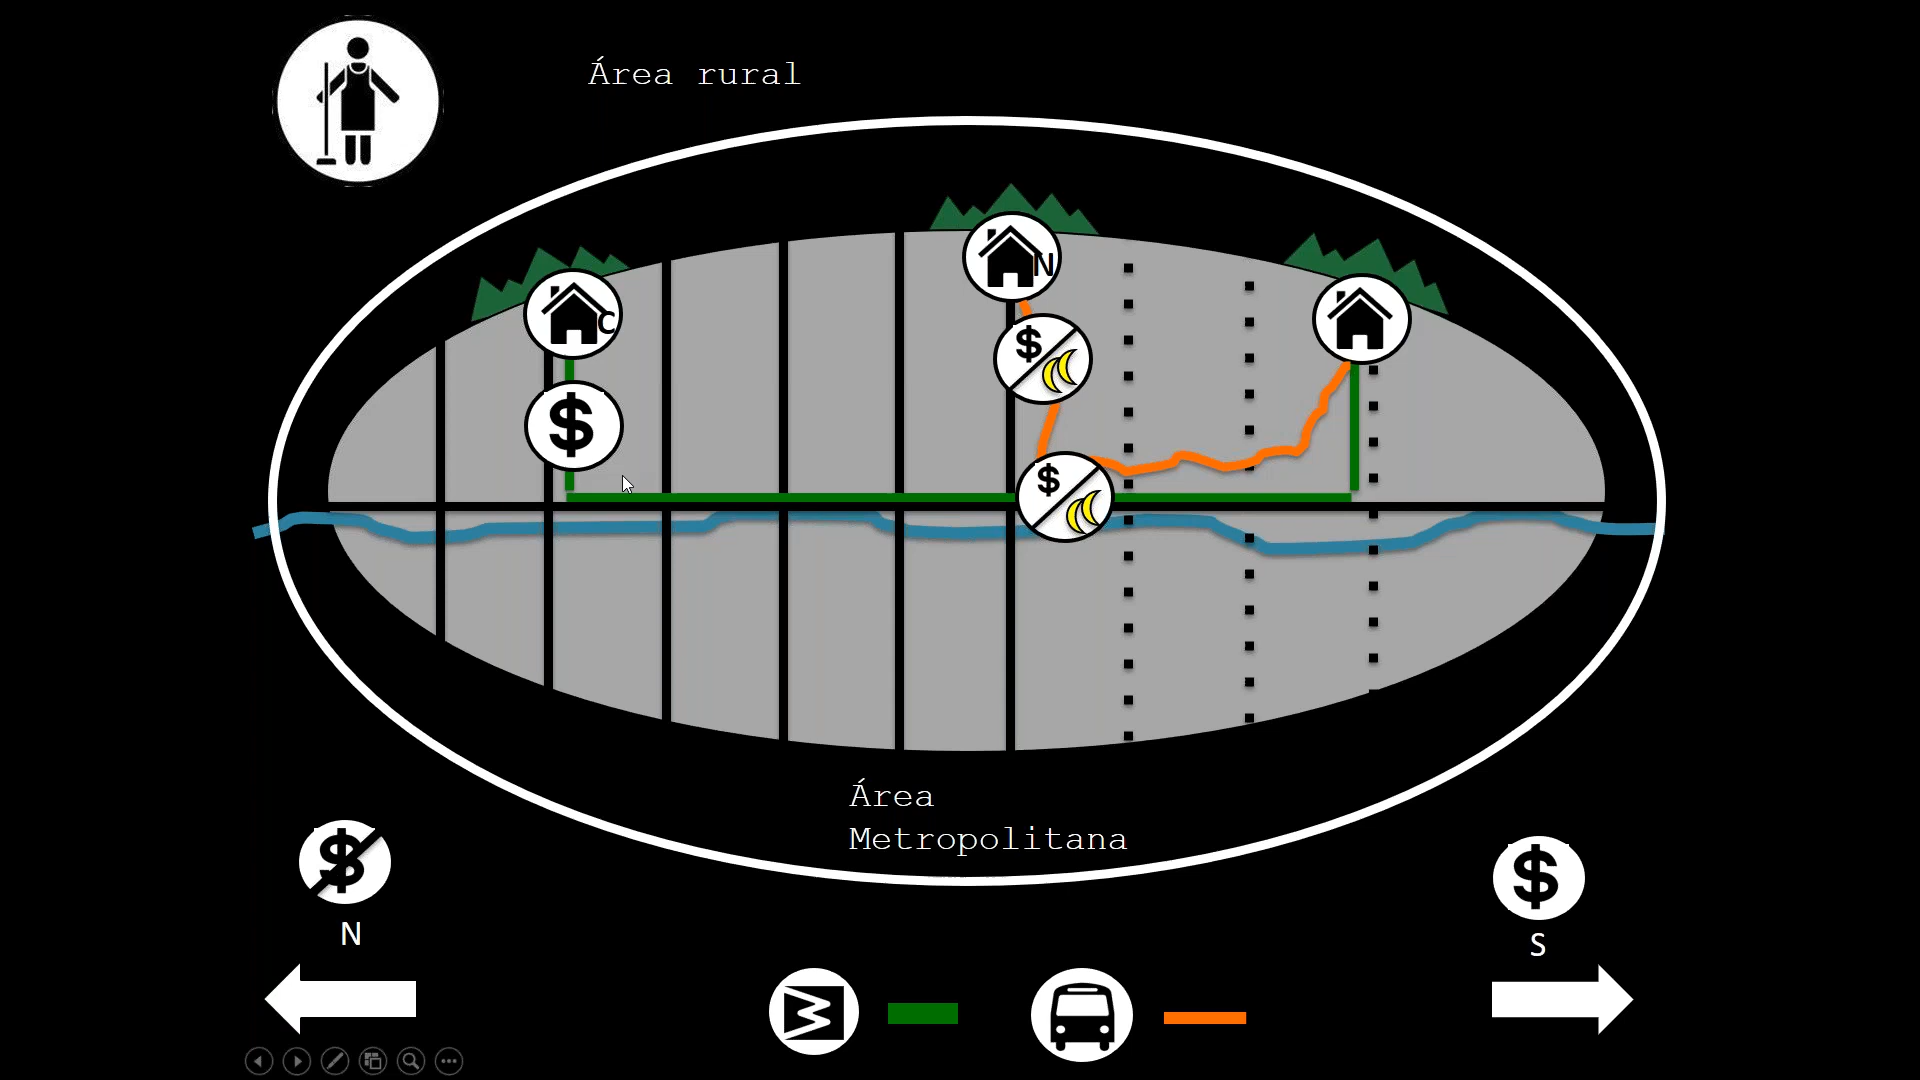 Área rural
N
C
$
$
$
Área
Metropolitana
$
N
$
S